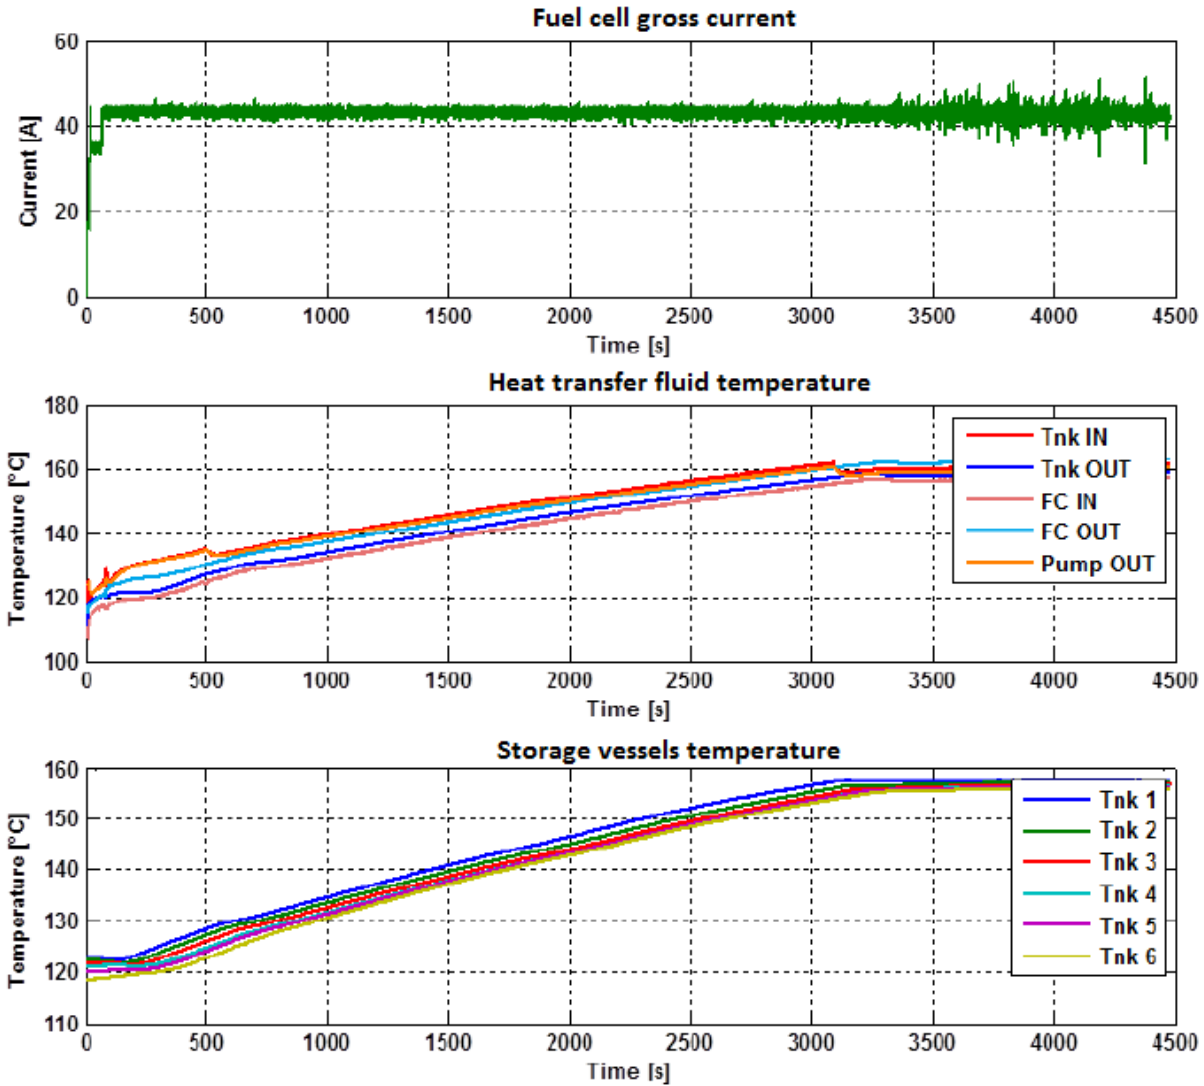 Fuel cell gross current
60
40
20
0
Current [A]
0 500 1000 1500 2000 2500 3000 3500 4000 4500
Time [s]
Heat transfer fluid temperature
180
160
140
120
100
Temperature [°C]
Tnk IN
Tnk OUT
FC IN
FC OUT
Pump OUT
0 500 1000 1500 2000 2500 3000 3500 4000 4500
Time [s]
Storage vessels temperature
160
150
140
130
120
110
Temperature [°C]
Tnk 1
Tnk 2
Tnk 3
Tnk 4
Tnk 5
Tnk 6
0 500 1000 1500 2000 2500 3000 3500 4000 4500
Time [s]